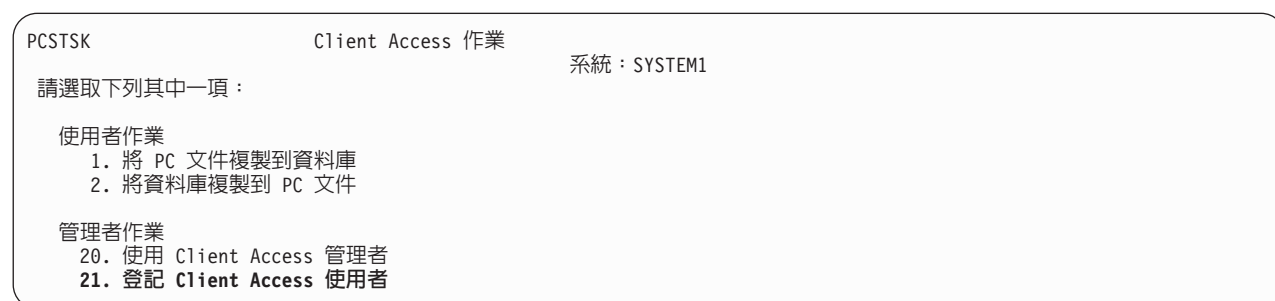 PCSTSK Client Access 作業
系統：SYSTEM1
請選取下列其中一項：
使用者作業
1. 將 PC 文件複製到資料庫
2. 將資料庫複製到 PC 文件
管理者作業
20. 使用 Client Access 管理者
21. 登記 Client Access 使用者